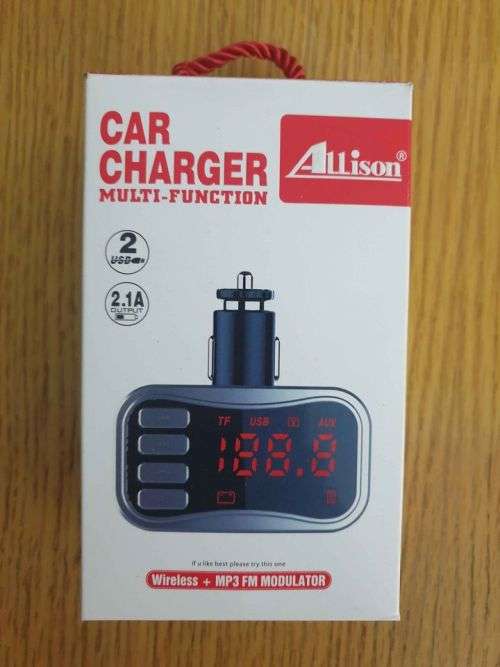 CAR
CHARGER
MULTI-FUNCTION
Allison®
2
USB
2.1A
OUTPUT
TF USB V AUX
188.8
if u like best please try this one
Wireless + MP3 FM MODULATOR